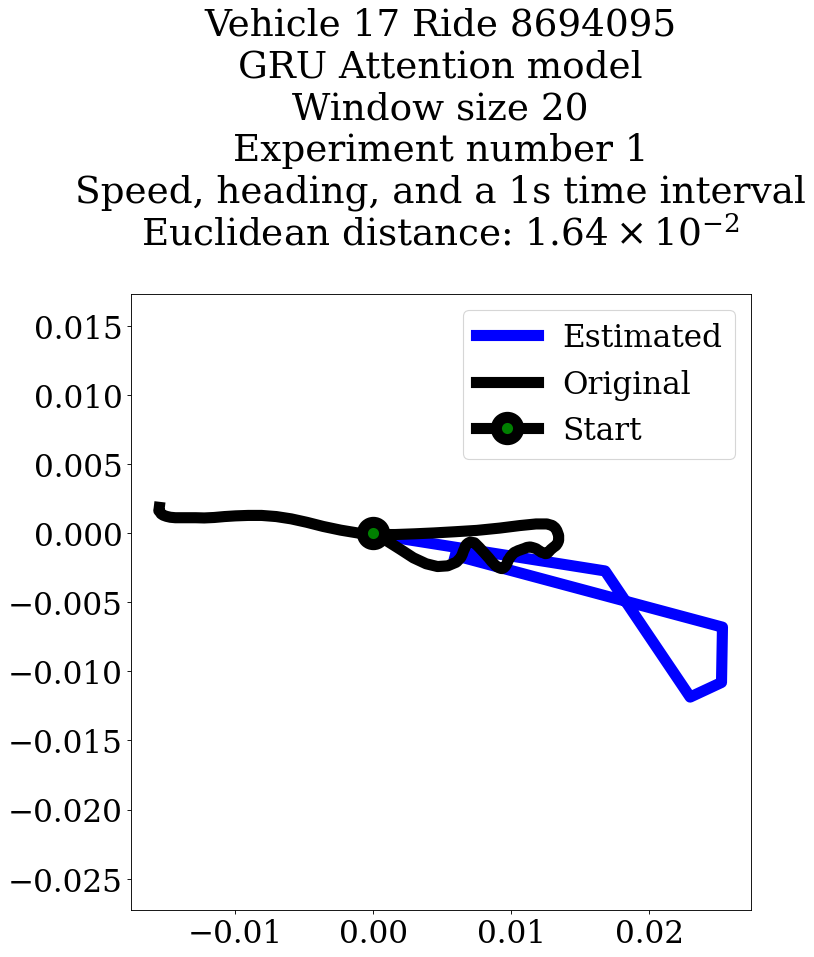 Vehicle 17 Ride 8694095
GRU Attention model
Window size 20
Experiment number 1
Speed, heading, and a 1s time interval
Euclidean distance: 1.64 × 10⁻²
Estimated
Original
Start
0.015
0.010
0.005
0.000
−0.005
−0.010
−0.015
−0.020
−0.025
−0.01 0.00 0.01 0.02